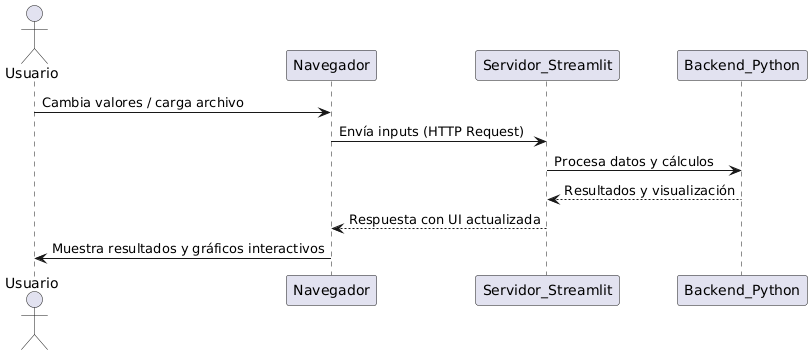 Usuario
Navegador
Servidor_Streamlit
Backend_Python
Cambia valores / carga archivo
Envía inputs (HTTP Request)
Procesa datos y cálculos
Resultados y visualización
Respuesta con UI actualizada
Muestra resultados y gráficos interactivos
Usuario
Navegador
Servidor_Streamlit
Backend_Python